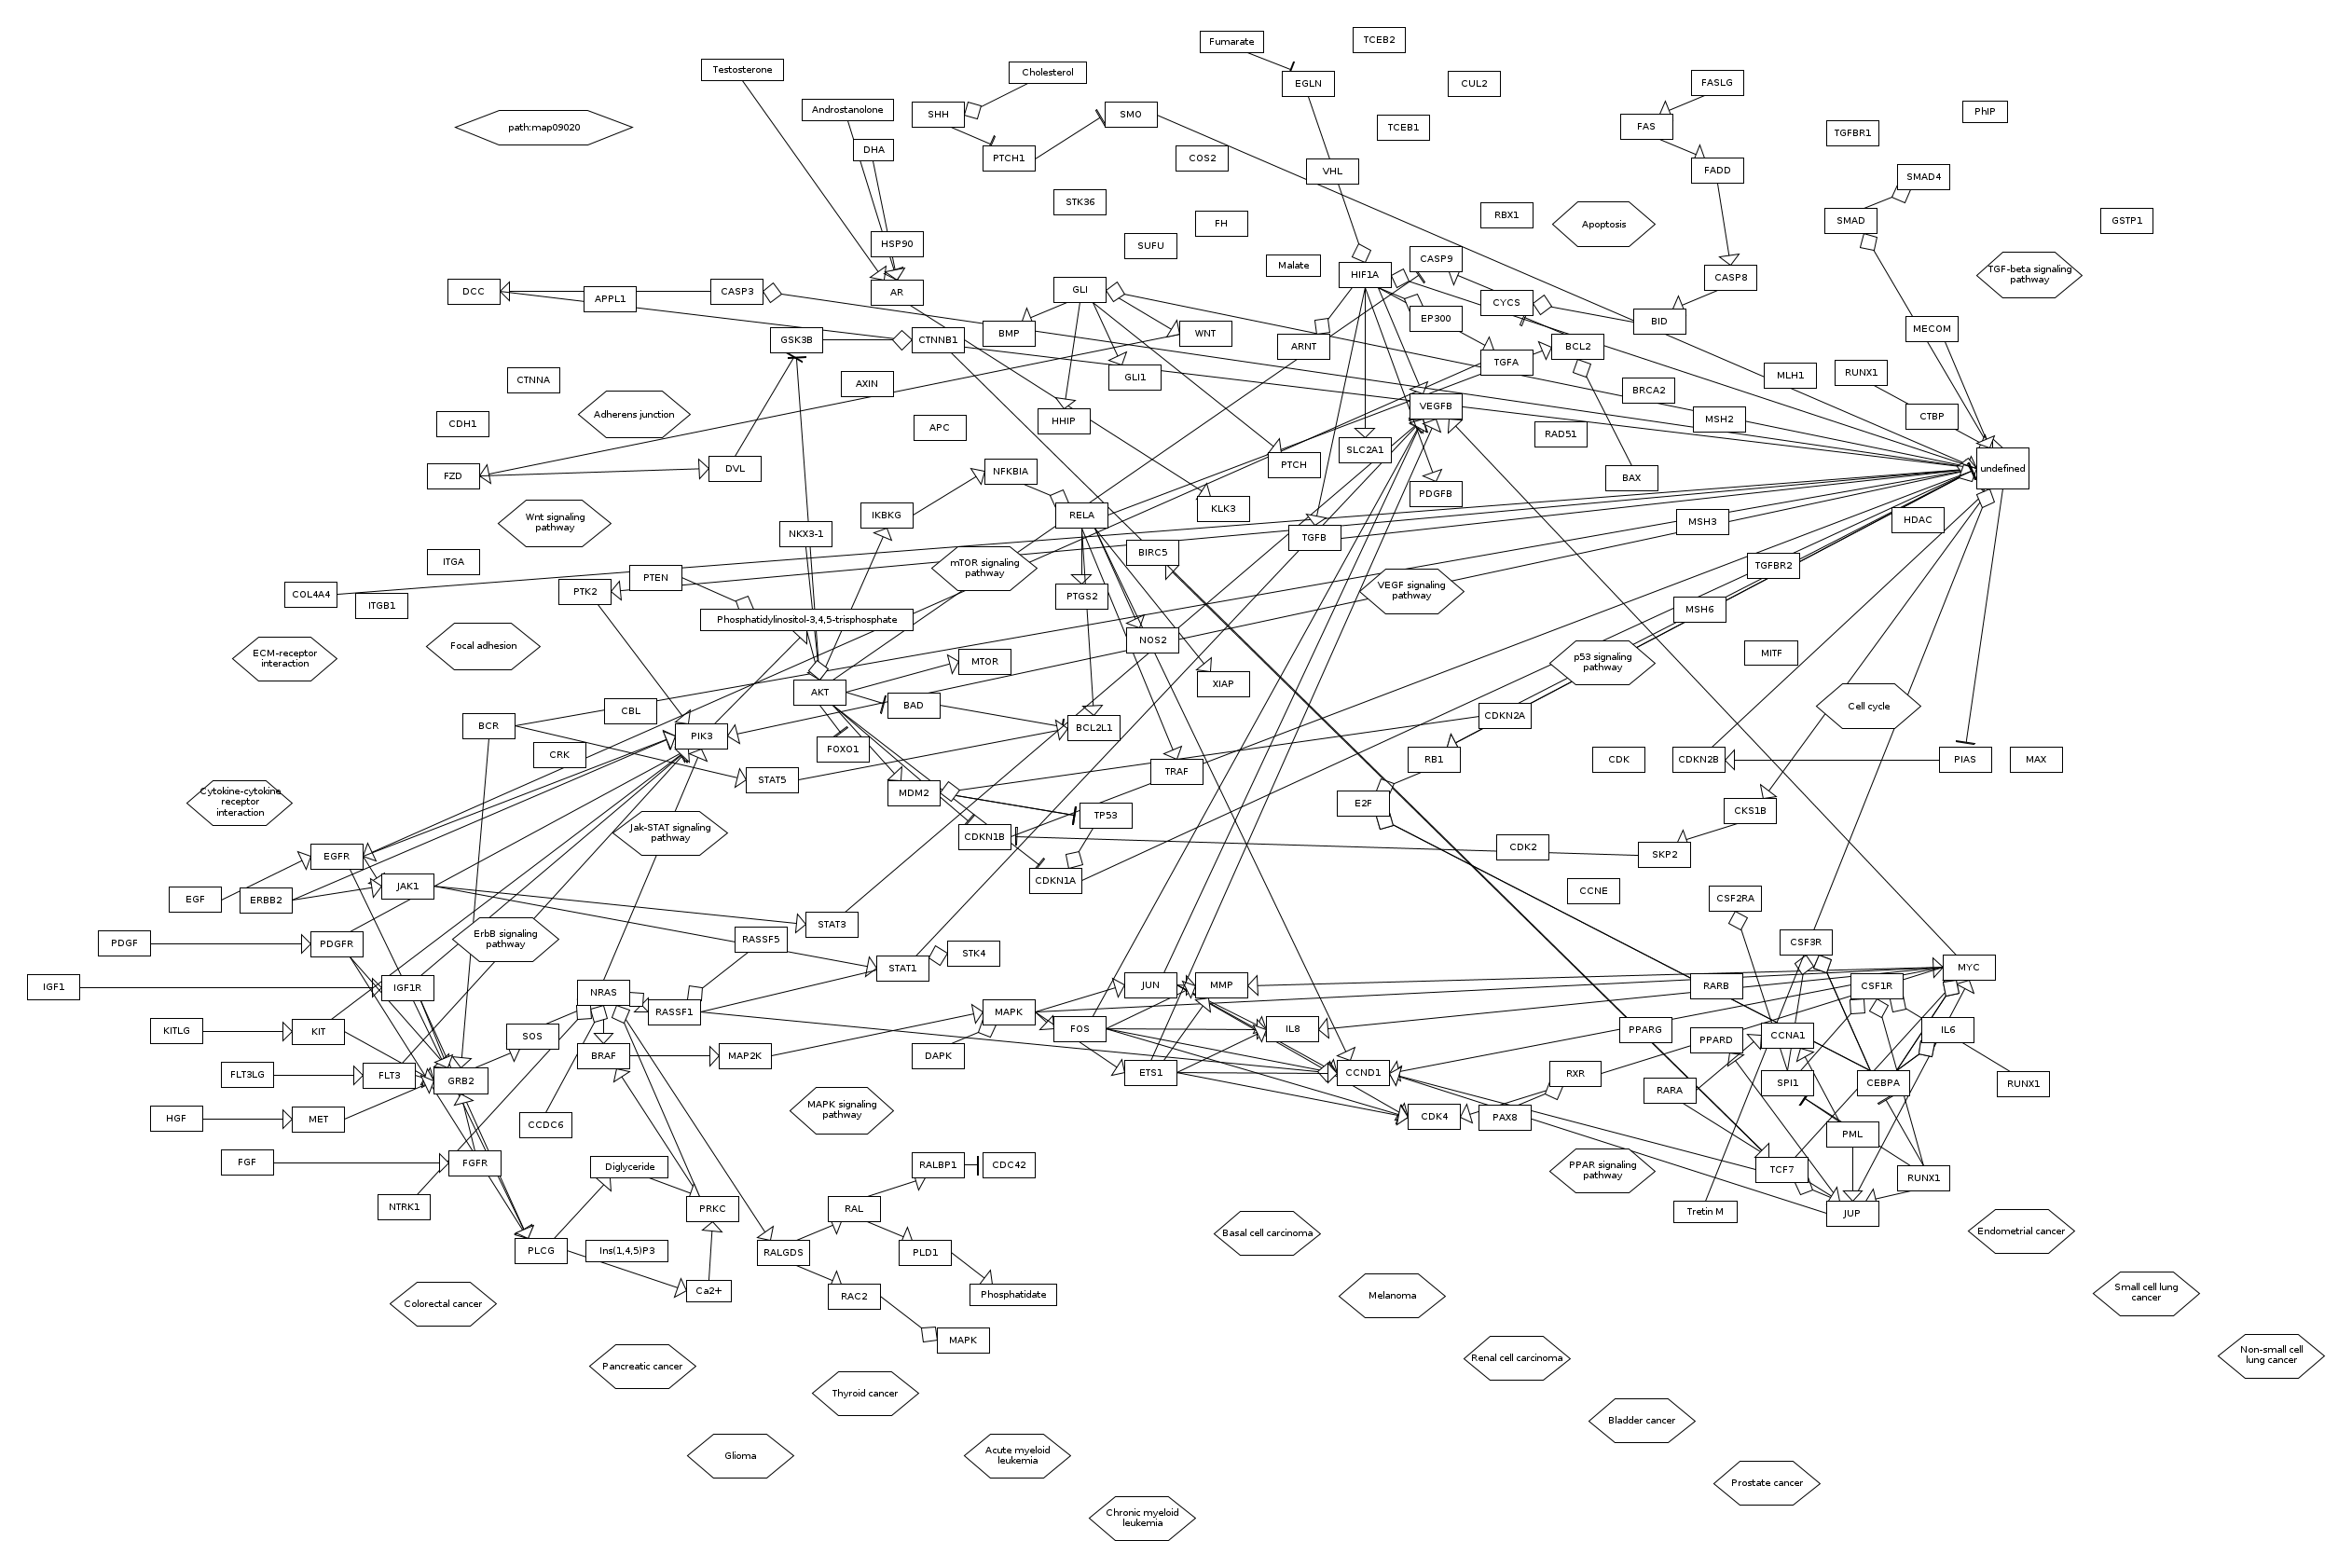 Fumarate
TCEB2
Testosterone
Cholesterol
EGLN
CUL2
FASLG
Androstanolone
SHH
SMO
PhIP
path:map09020
TCEB1
FAS
TGFBR1
DHA
PTCH1
COS2
VHL
FADD
SMAD4
STK36
FH
RBX1
Apoptosis
SMAD
GSTP1
HSP90
SUFU
CASP9
Malate
HIF1A
CASP8
TGF-beta signaling
pathway
DCC
APPL1
CASP3
AR
GLI
CYCS
EP300
BID
MECOM
GSK3B
CTNNB1
BMP
WNT
ARNT
BCL2
TGFA
CTNNA
AXIN
GLI1
MLH1
RUNX1
BRCA2
Adherens junction
CDH1
APC
HHIP
VEGFB
MSH2
CTBP
RAD51
SLC2A1
FZD
DVL
NFKBIA
PTCH
BAX
undefined
PDGFB
Wnt signaling
pathway
IKBKG
RELA
KLK3
MSH3
HDAC
NKX3-1
TGFB
BIRC5
ITGA
PTEN
mTOR signaling
pathway
TGFBR2
COL4A4
ITGB1
PTK2
PTGS2
VEGF signaling
pathway
Phosphatidylinositol-3,4,5-trisphosphate
MSH6
ECM-receptor
interaction
Focal adhesion
NOS2
MITF
MTOR
p53 signaling
pathway
AKT
XIAP
CBL
BAD
Cell cycle
BCR
PIK3
BCL2L1
CDKN2A
CRK
FOXO1
RB1
CDK
CDKN2B
PIAS
MAX
STAT5
TRAF
Cytokine-cytokine
receptor
interaction
MDM2
E2F
CKS1B
TP53
Jak-STAT signaling
pathway
CDKN1B
CDK2
SKP2
EGFR
JAK1
CDKN1A
CCNE
EGF
ERBB2
CSF2RA
STAT3
PDGF
PDGFR
ErbB signaling
pathway
RASSF5
STK4
CSF3R
STAT1
MYC
IGF1
IGF1R
NRAS
JUN
MMP
RARB
CSF1R
RASSF1
MAPK
KITLG
KIT
SOS
FOS
IL8
PPARG
CCNA1
IL6
PPARD
BRAF
MAP2K
DAPK
FLT3LG
FLT3
GRB2
ETS1
CCND1
RXR
SPI1
CEBPA
RUNX1
RARA
HGF
MET
CCDC6
MAPK signaling
pathway
CDK4
PAX8
PML
FGF
FGFR
Diglyceride
RALBP1
CDC42
PPAR signaling
pathway
TCF7
RUNX1
NTRK1
PRKC
RAL
Tretin M
JUP
PLCG
Ins(1,4,5)P3
RALGDS
PLD1
Basal cell carcinoma
Endometrial cancer
Ca2+
RAC2
Phosphatidate
Melanoma
Small cell lung
cancer
Colorectal cancer
MAPK
Pancreatic cancer
Renal cell carcinoma
Non-small cell
lung cancer
Thyroid cancer
Bladder cancer
Glioma
Acute myeloid
leukemia
Prostate cancer
Chronic myeloid
leukemia